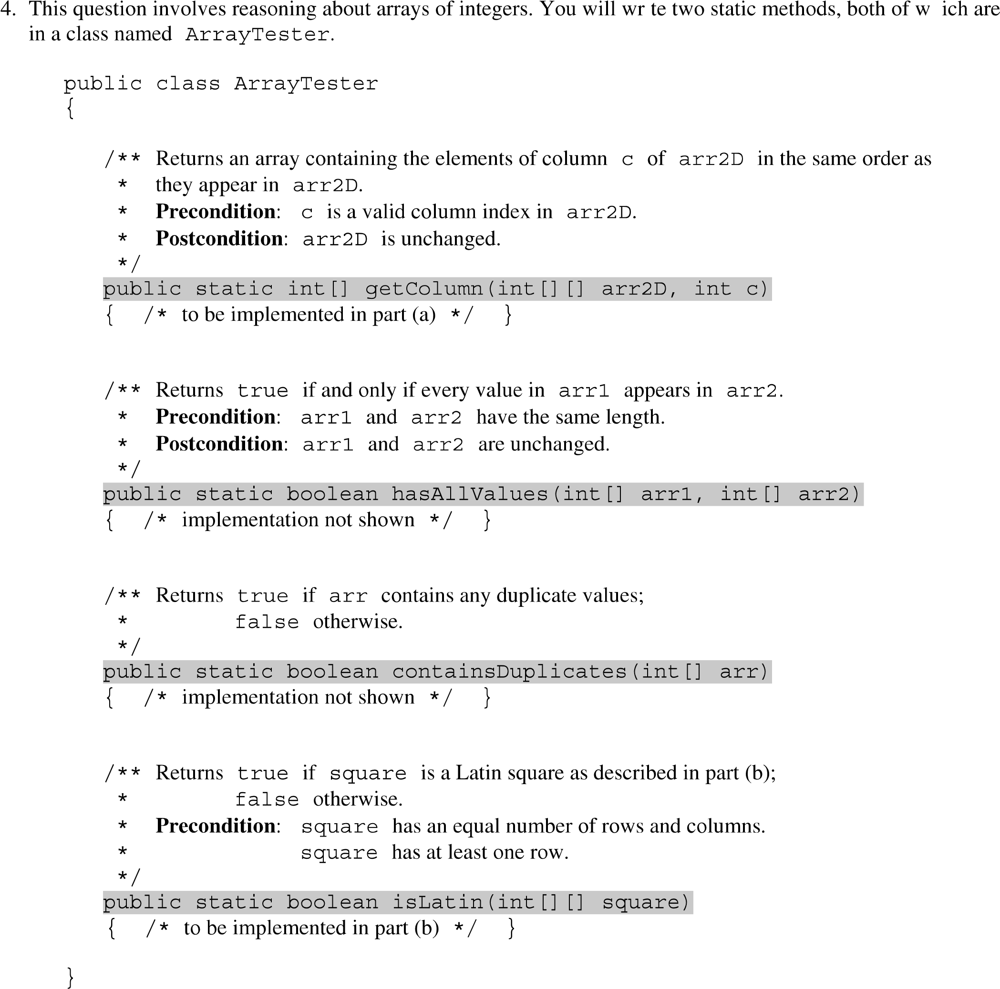 4. This question involves reasoning about arrays of integers. You will wr te two static methods, both of w ich are
in a class named ArrayTester.
public class ArrayTester
{
/** Returns an array containing the elements of column c of arr2D in the same order as
* they appear in arr2D.
* Precondition: c is a valid column index in arr2D.
* Postcondition: arr2D is unchanged.
*/
public static int[] getColumn(int[][] arr2D, int c)
{ /* to be implemented in part (a) */ }
/** Returns true if and only if every value in arr1 appears in arr2.
* Precondition: arr1 and arr2 have the same length.
* Postcondition: arr1 and arr2 are unchanged.
*/
public static boolean hasAllValues(int[] arr1, int[] arr2)
{ /* implementation not shown */ }
/** Returns true if arr contains any duplicate values;
* false otherwise.
*/
public static boolean containsDuplicates(int[] arr)
{ /* implementation not shown */ }
/** Returns true if square is a Latin square as described in part (b);
* false otherwise.
* Precondition: square has an equal number of rows and columns.
* square has at least one row.
*/
public static boolean isLatin(int[][] square)
{ /* to be implemented in part (b) */ }
}